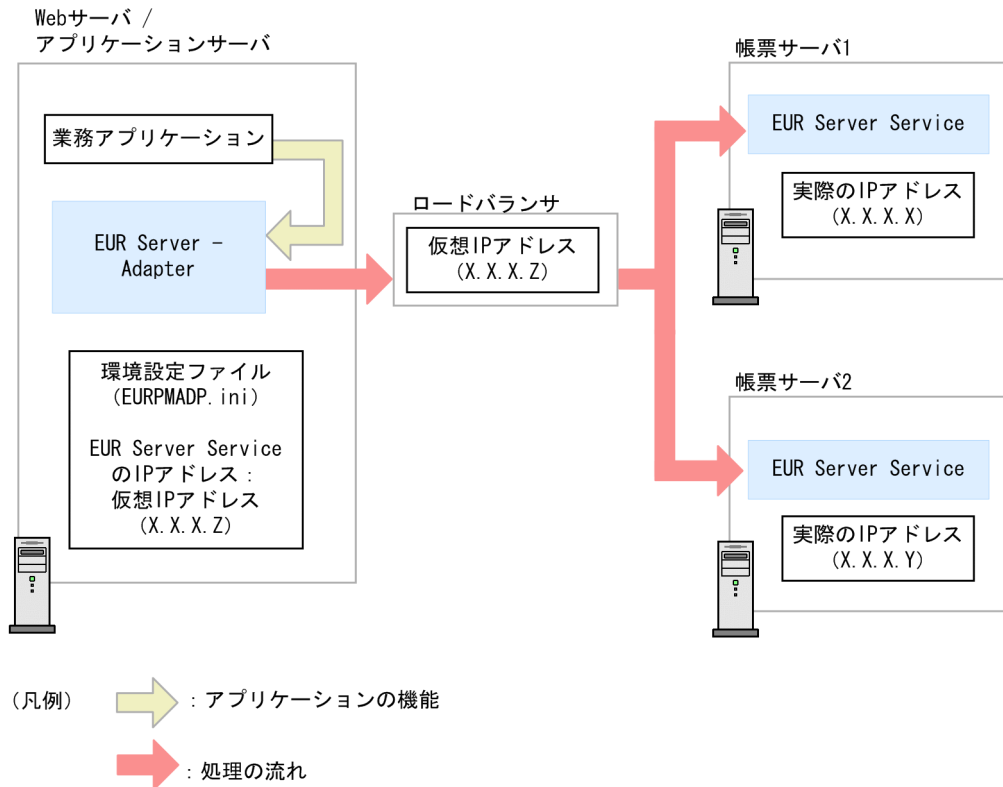 Webサーバ /
アプリケーションサーバ
業務アプリケーション
EUR Server -
Adapter
環境設定ファイル
(EURPMADP.ini)
EUR Server Service
のIPアドレス:
仮想IPアドレス
(X.X.X.Z)
ロードバランサ
仮想IPアドレス
(X.X.X.Z)
帳票サーバ1
EUR Server Service
実際のIPアドレス
(X.X.X.X)
帳票サーバ2
EUR Server Service
実際のIPアドレス
(X.X.X.Y)
(凡例)
:アプリケーションの機能
:処理の流れ